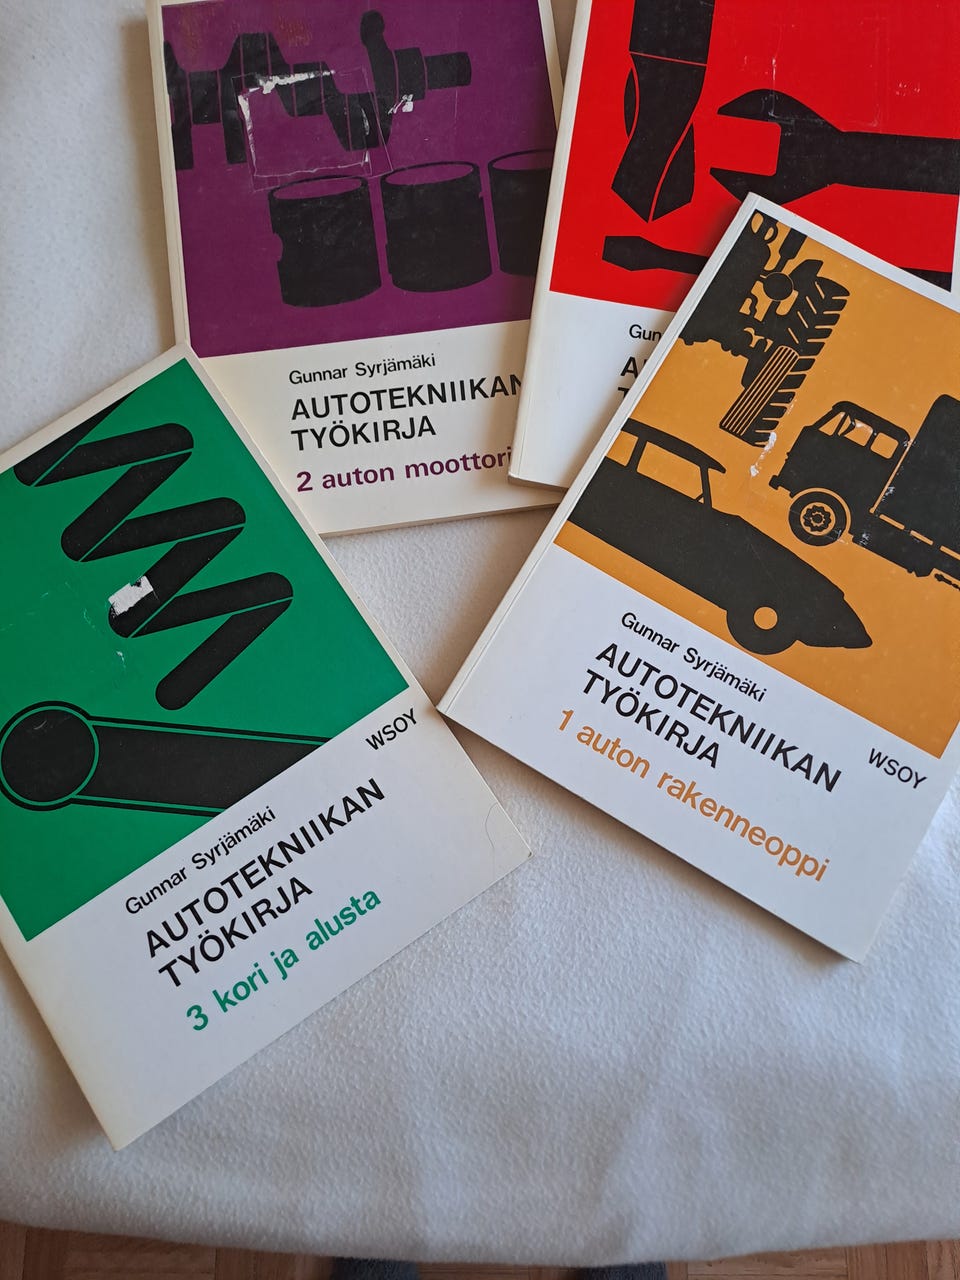 Gunnar Syrjämäki
AUTOTEKNIIKAN
TYÖKIRJA
2 auton moottori
Gun
A
T
Gunnar Syrjämäki
AUTOTEKNIIKAN
TYÖKIRJA
1 auton rakenneoppi
WSOY
WSOY
Gunnar Syrjämäki
AUTOTEKNIIKAN
TYÖKIRJA
3 kori ja alusta